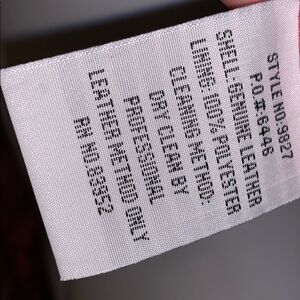 STYLE NO. 9927
P.O #-6446
SHELL: GENUINE LEATHER
LINING: 100% POLYESTER
CLEANING METHOD:
DRY CLEAN BY
PROFESSIONAL
LEATHER METHOD ONLY
RN NO. 83952